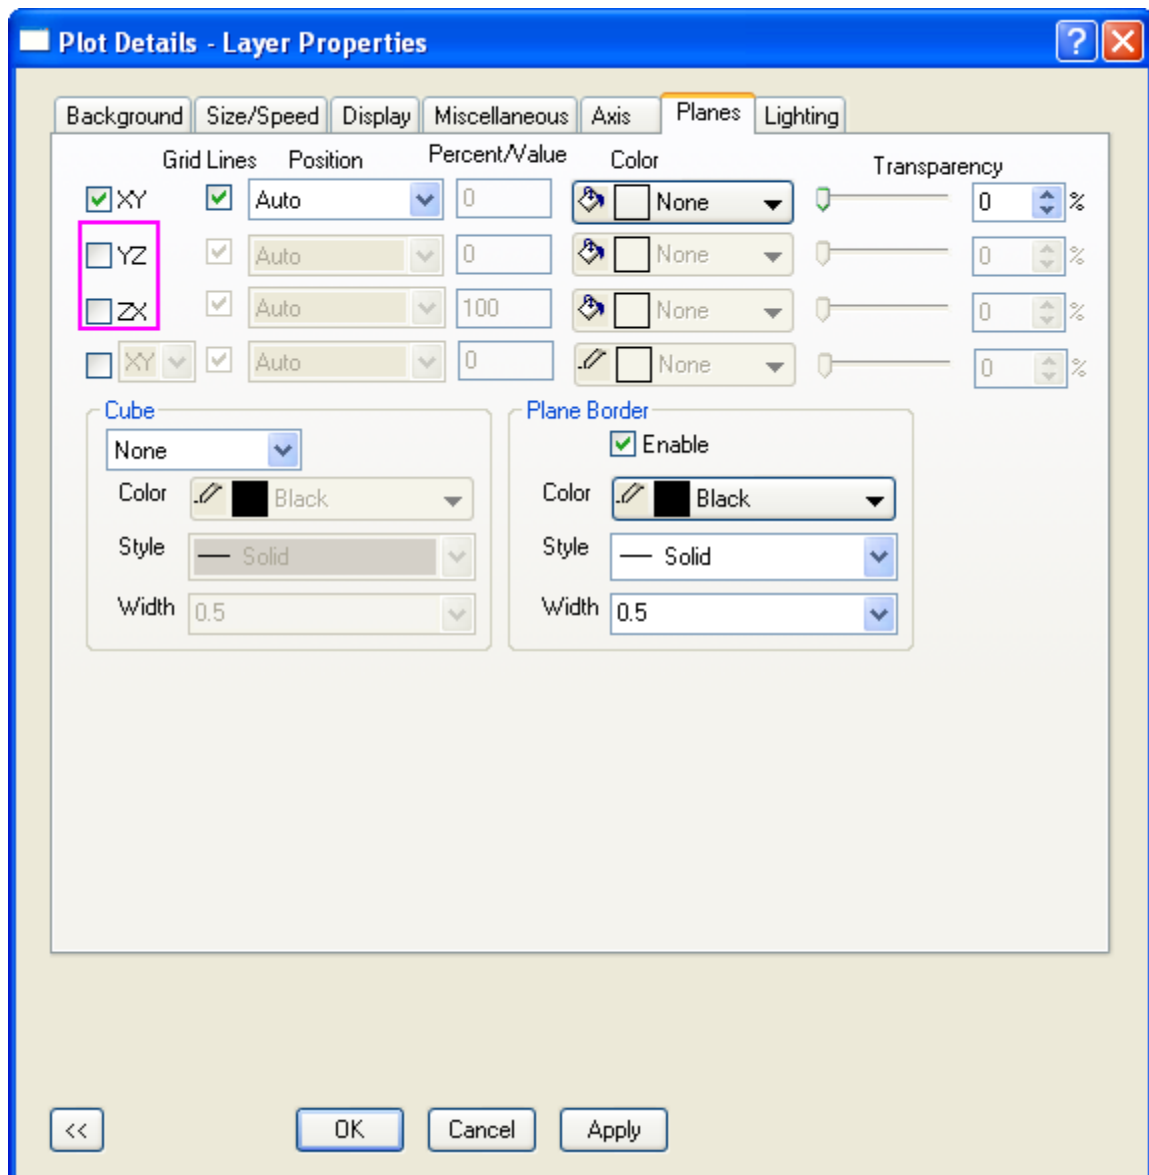 Plot Details - Layer Properties
Background Size/Speed Display Miscellaneous Axis Planes Lighting
Grid Lines Position Percent/Value Color Transparency
XY Auto 0 None 0 %
YZ Auto 0 None 0 %
ZX Auto 100 None 0 %
XY Auto 0 None 0 %
Cube
None
Color Black
Style Solid
Width 0.5
Plane Border
Enable
Color Black
Style Solid
Width 0.5
<< OK Cancel Apply